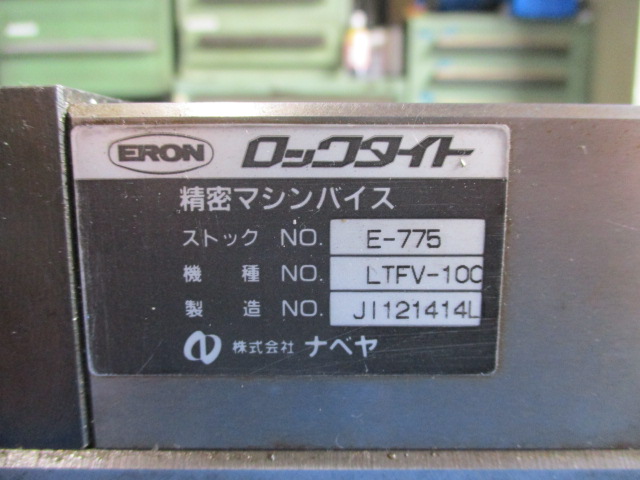 ERON ロックタイト
精密マシンバイス
ストック NO. E-775
機種 NO. LTFV-100
製造 NO. JI121414L
株式会社 ナベヤ